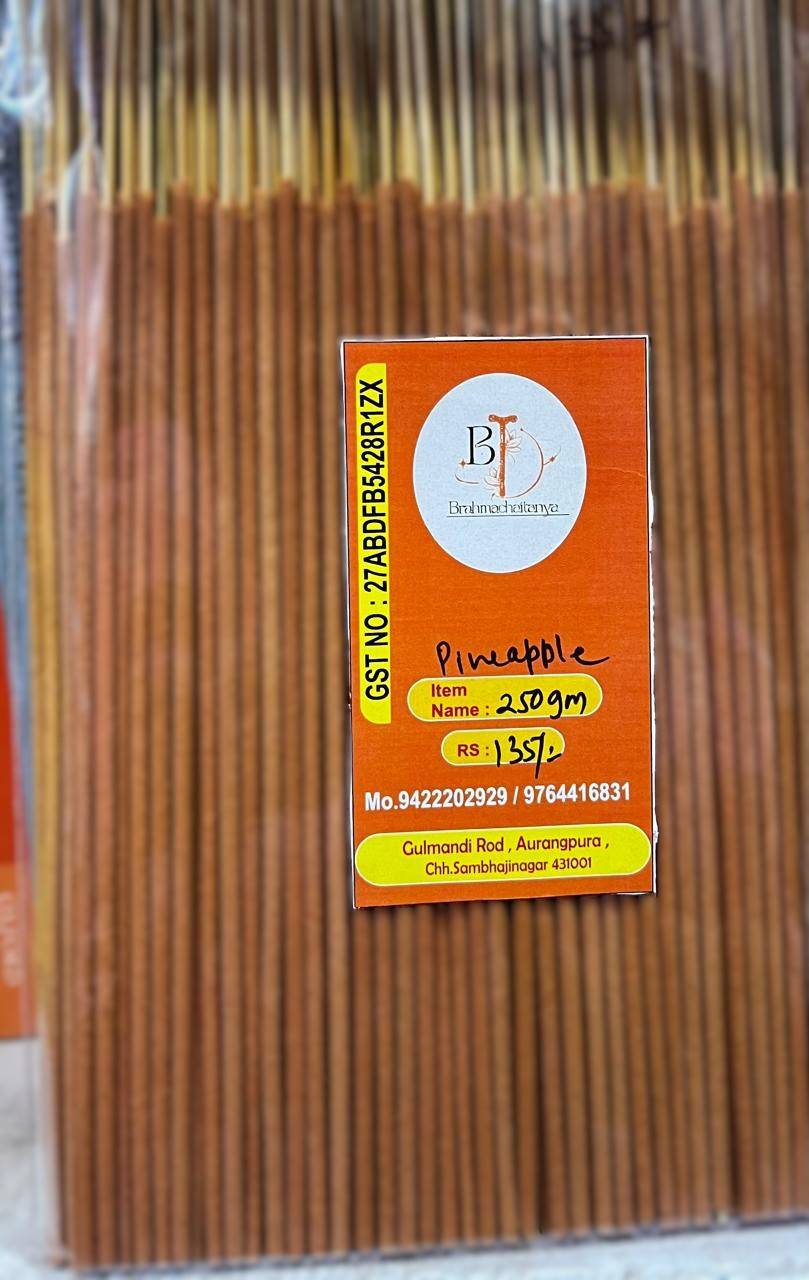 GST NO : 27ABDFB5428R1ZX
B
Brahmachaitanya
Pineapple
Item
Name : 250gm
RS : 135/-
Mo.9422202929 / 9764416831
Gulmandi Rod , Aurangpura ,
Chh.Sambhajinagar 431001